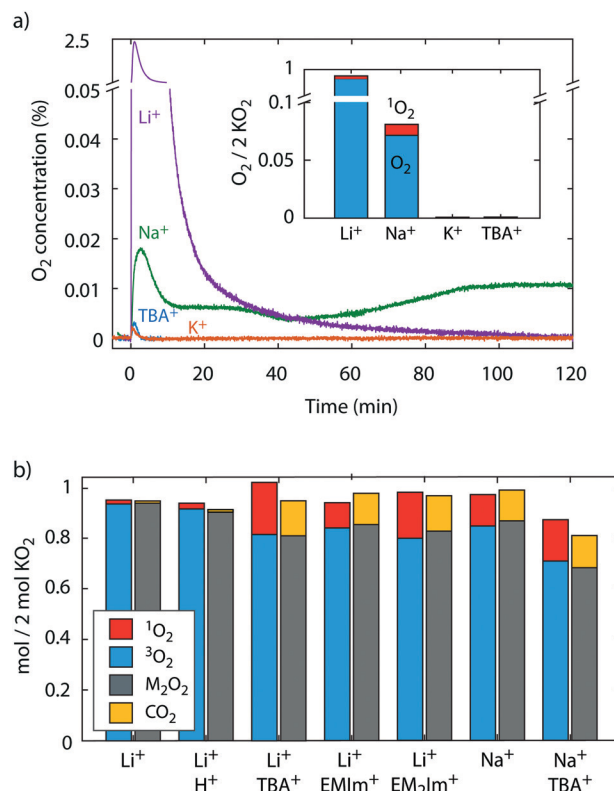 a)
2.5
0.05
0.04
0.03
0.02
0.01
0
O₂ concentration (%)
Li⁺
Na⁺
TBA⁺
K⁺
0 20 40 60 80 100 120
Time (min)
1
0.1
0.05
0
O₂ / 2 KO₂
¹O₂
O₂
Li⁺ Na⁺ K⁺ TBA⁺
b)
1
0.8
0.6
0.4
0.2
0
mol / 2 mol KO₂
¹O₂
³O₂
M₂O₂
CO₂
Li⁺ Li⁺ Li⁺ Li⁺ Li⁺ Na⁺ Na⁺
H⁺ TBA⁺ EMIm⁺ EM₂Im⁺ TBA⁺